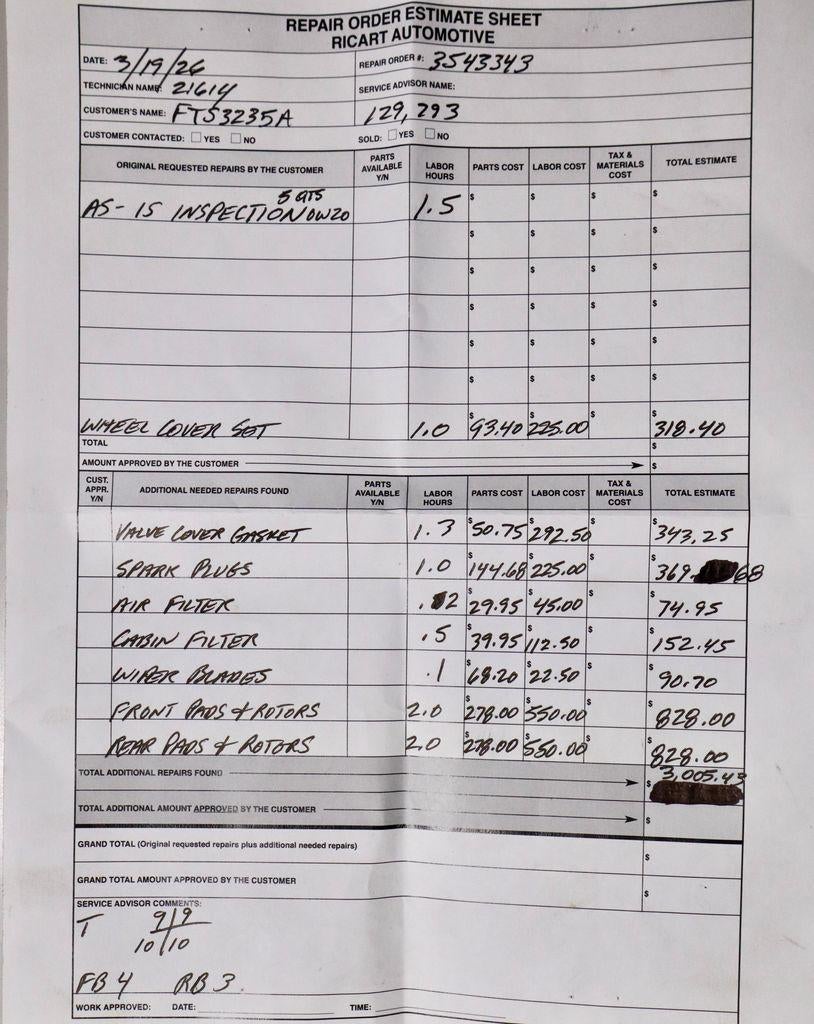 REPAIR ORDER ESTIMATE SHEET
RICART AUTOMOTIVE
DATE: 3/19/26 REPAIR ORDER #: 3543343
TECHNICIAN NAME: 21614 SERVICE ADVISOR NAME:
CUSTOMER'S NAME: FTS3235A 129,793
CUSTOMER CONTACTED: YES NO SOLD: YES NO
ORIGINAL REQUESTED REPAIRS BY THE CUSTOMER PARTS AVAILABLE Y/N LABOR HOURS PARTS COST LABOR COST TAX & MATERIALS COST TOTAL ESTIMATE
5 QTS
AS-IS INSPECTION 0W20 1.5 $ $ $ $
$ $ $ $
$ $ $ $
$ $ $ $
$ $ $ $
$ $ $ $
WHEEL COVER SET 1.0 $93.40 $225.00 $ $318.40
TOTAL $
AMOUNT APPROVED BY THE CUSTOMER $
CUST. APPR. Y/N ADDITIONAL NEEDED REPAIRS FOUND PARTS AVAILABLE Y/N LABOR HOURS PARTS COST LABOR COST TAX & MATERIALS COST TOTAL ESTIMATE
VALVE COVER GASKET 1.3 $50.75 $292.50 $ $343.25
SPARK PLUGS 1.0 $144.68 $225.00 $ $369.68
AIR FILTER .2 $29.95 $45.00 $ $74.95
CABIN FILTER .5 $39.95 $112.50 $ $152.45
WIPER BLADES .1 $68.20 $22.50 $ $90.70
FRONT PADS & ROTORS 2.0 $278.00 $550.00 $ $828.00
REAR PADS & ROTORS 2.0 $278.00 $550.00 $ $828.00
TOTAL ADDITIONAL REPAIRS FOUND $ 3,005.43
TOTAL ADDITIONAL AMOUNT APPROVED BY THE CUSTOMER $
GRAND TOTAL (Original requested repairs plus additional needed repairs) $
GRAND TOTAL AMOUNT APPROVED BY THE CUSTOMER $
SERVICE ADVISOR COMMENTS:
T 9/9
10/10
FB 4 RB 3
WORK APPROVED: DATE: TIME: